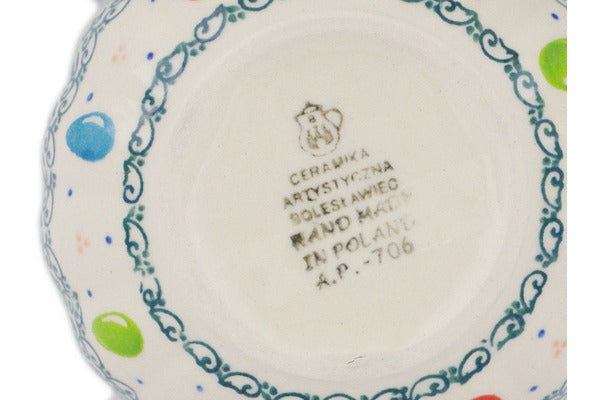 CERAMIKA
ARTYSTYCZNA
BOLESŁAWIEC
HAND MADE
IN POLAND
A.P. -706